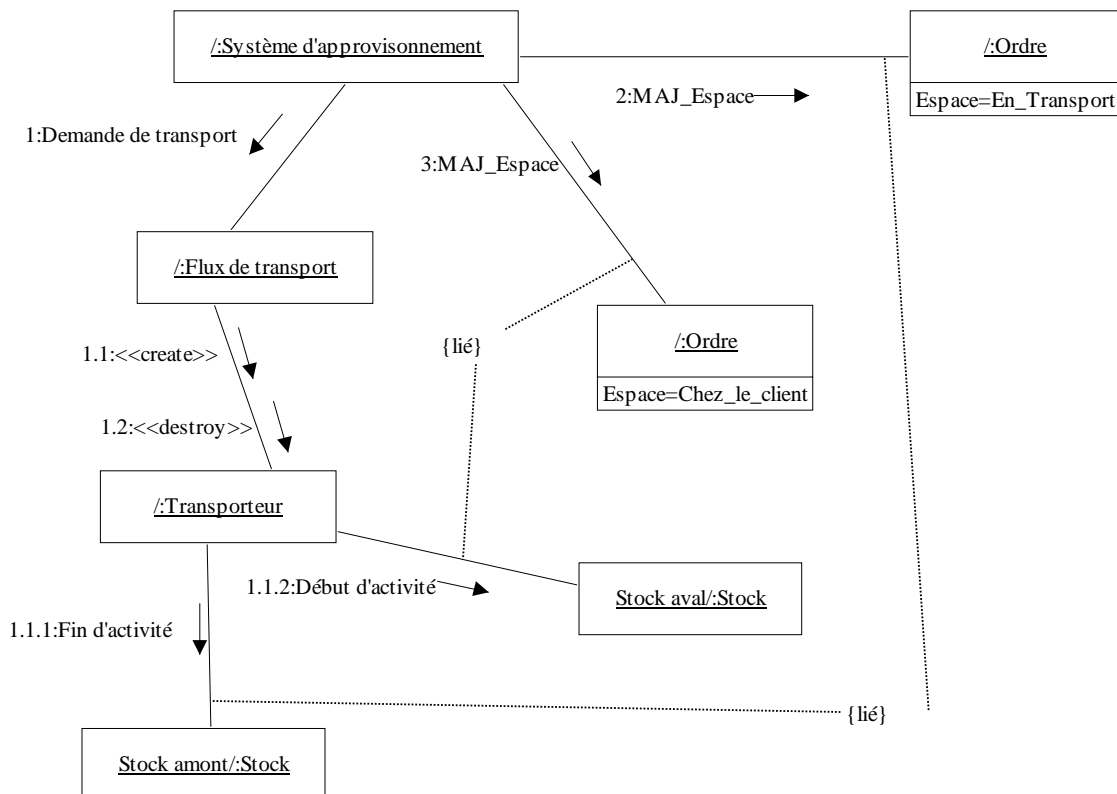 /:Système d'approvisonnement
/:Ordre
2:MAJ_Espace
Espace=En_Transport
1:Demande de transport
3:MAJ_Espace
/:Flux de transport
1.1:<<create>>
{lié}
/:Ordre
Espace=Chez_le_client
1.2:<<destroy>>
/:Transporteur
1.1.2:Début d'activité
Stock aval/:Stock
1.1.1:Fin d'activité
{lié}
Stock amont/:Stock